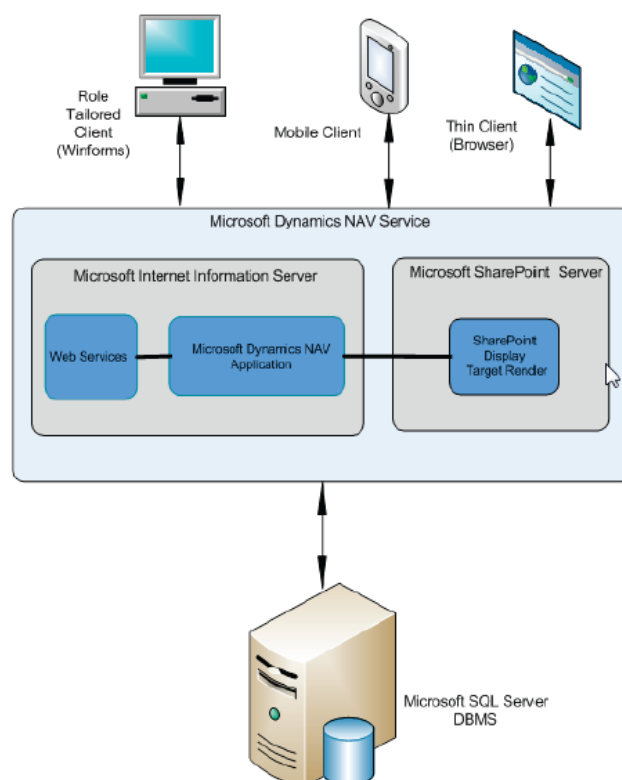 Role
Tailored
Client
(Winforms)
Mobile Client
Thin Client
(Browser)
Microsoft Dynamics NAV Service
Microsoft Internet Information Server
Microsoft SharePoint Server
Web Services
Microsoft Dynamics NAV
Application
SharePoint
Display
Target Render
Microsoft SQL Server
DBMS